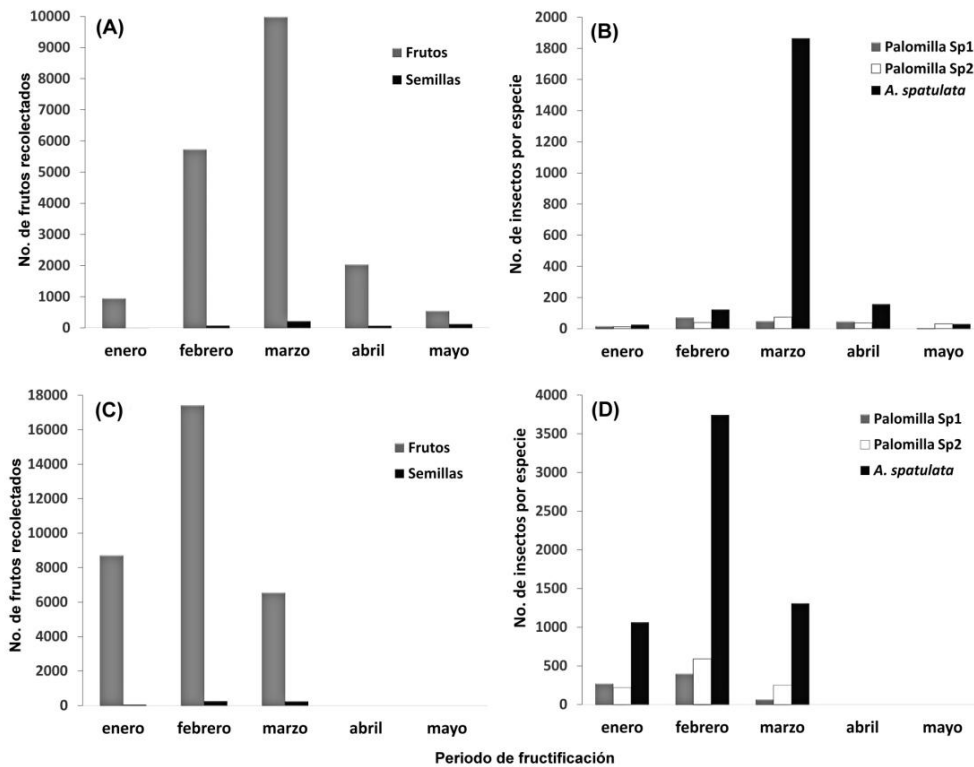 (A)
No. de frutos recolectados
10000
9000
8000
7000
6000
5000
4000
3000
2000
1000
0
Frutos
Semillas
enero febrero marzo abril mayo
(B)
No. de insectos por especie
2000
1800
1600
1400
1200
1000
800
600
400
200
0
Palomilla Sp1
Palomilla Sp2
A. spatulata
enero febrero marzo abril mayo
(C)
No. de frutos recolectados
18000
16000
14000
12000
10000
8000
6000
4000
2000
0
Frutos
Semillas
enero febrero marzo abril mayo
(D)
No. de insectos por especie
4000
3500
3000
2500
2000
1500
1000
500
0
Palomilla Sp1
Palomilla Sp2
A. spatulata
enero febrero marzo abril mayo
Periodo de fructificación